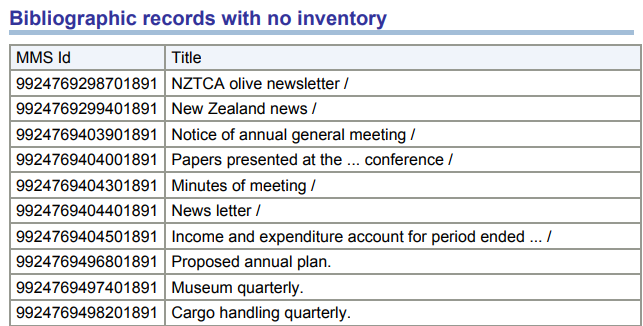 Bibliographic records with no inventory
MMS Id Title
9924769298701891 NZTCA olive newsletter /
9924769299401891 New Zealand news /
9924769403901891 Notice of annual general meeting /
9924769404001891 Papers presented at the ... conference /
9924769404301891 Minutes of meeting /
9924769404401891 News letter /
9924769404501891 Income and expenditure account for period ended ... /
9924769496801891 Proposed annual plan.
9924769497401891 Museum quarterly.
9924769498201891 Cargo handling quarterly.